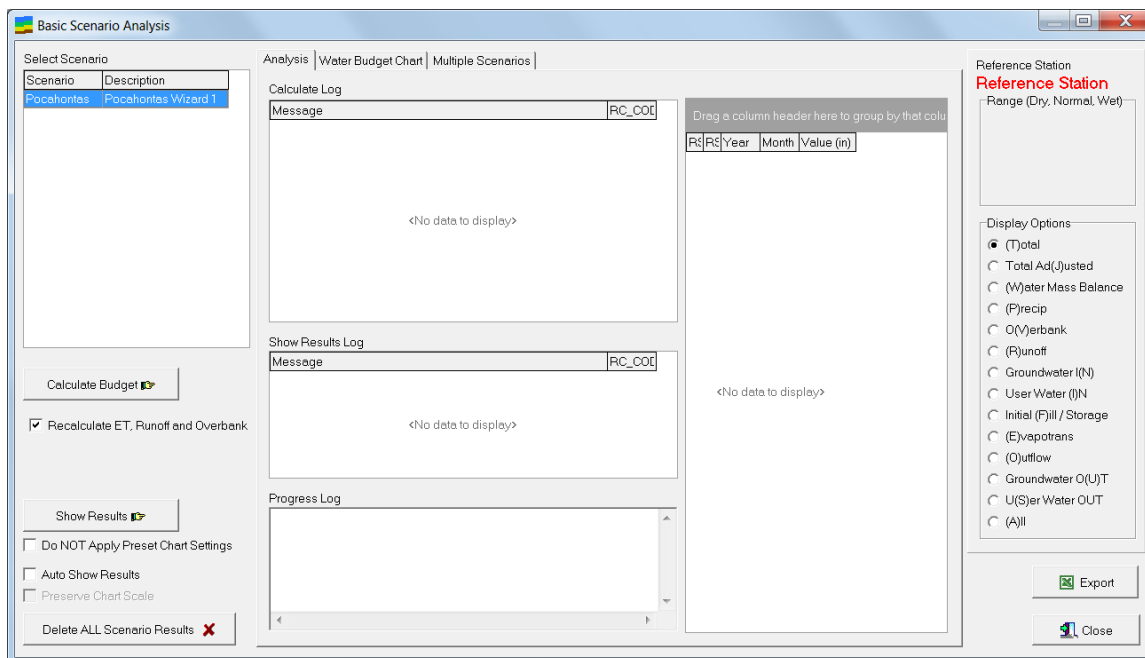 Basic Scenario Analysis
Select Scenario
Scenario Description
Pocahontas Pocahontas Wizard 1
Calculate Budget
Recalculate ET, Runoff and Overbank
Show Results
Do NOT Apply Preset Chart Settings
Auto Show Results
Preserve Chart Scale
Delete ALL Scenario Results
Analysis Water Budget Chart Multiple Scenarios
Calculate Log
Message RC_COD
<No data to display>
Show Results Log
Message RC_COD
<No data to display>
Progress Log
Drag a column header here to group by that colu
RS RS Year Month Value (in)
<No data to display>
Reference Station
Reference Station
Range (Dry, Normal, Wet)
Display Options
(T)otal
Total Ad(J)usted
(W)ater Mass Balance
(P)recip
O(V)erbank
(R)unoff
Groundwater I(N)
User Water (I)N
Initial (F)ill / Storage
(E)vapotrans
(O)utflow
Groundwater O(U)T
U(S)er Water OUT
(A)ll
Export
Close